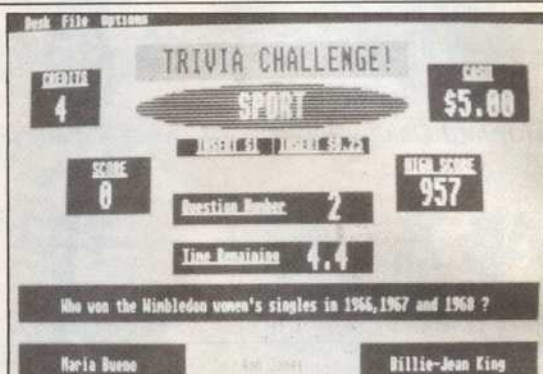 Desk File Options
TRIVIA CHALLENGE!
CREDITS
4
SPORT
CASH
$5.00
INSERT $1 INSERT $0.25
SCORE
0
HIGH SCORE
957
Question Number 2
Time Remaining 4.4
Who won the Wimbledon women's singles in 1966,1967 and 1968 ?
Maria Bueno
Ann Jones
Billie-Jean King